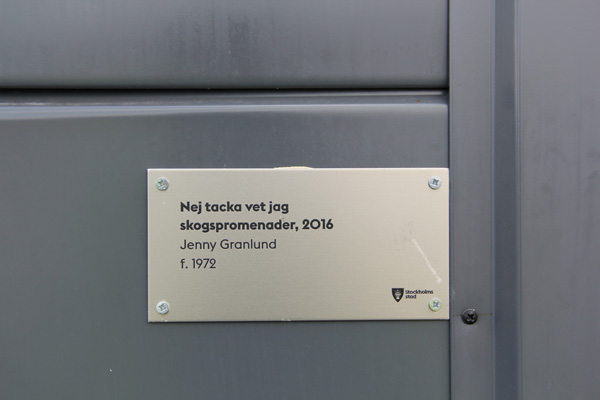 Nej tacka vet jag
skogspromenader, 2016
Jenny Granlund
f. 1972
Stockholms
stad